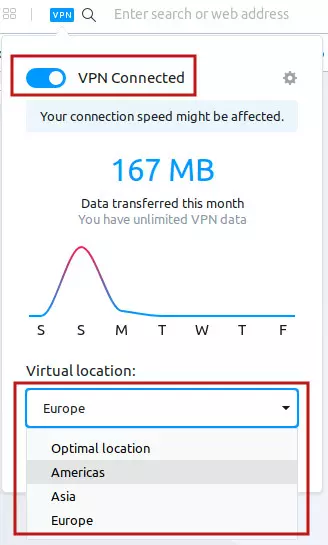 VPN
Enter search or web address
VPN Connected
Your connection speed might be affected.
167 MB
Data transferred this month
You have unlimited VPN data
S S M T W T F
Virtual location:
Europe
Optimal location
Americas
Asia
Europe